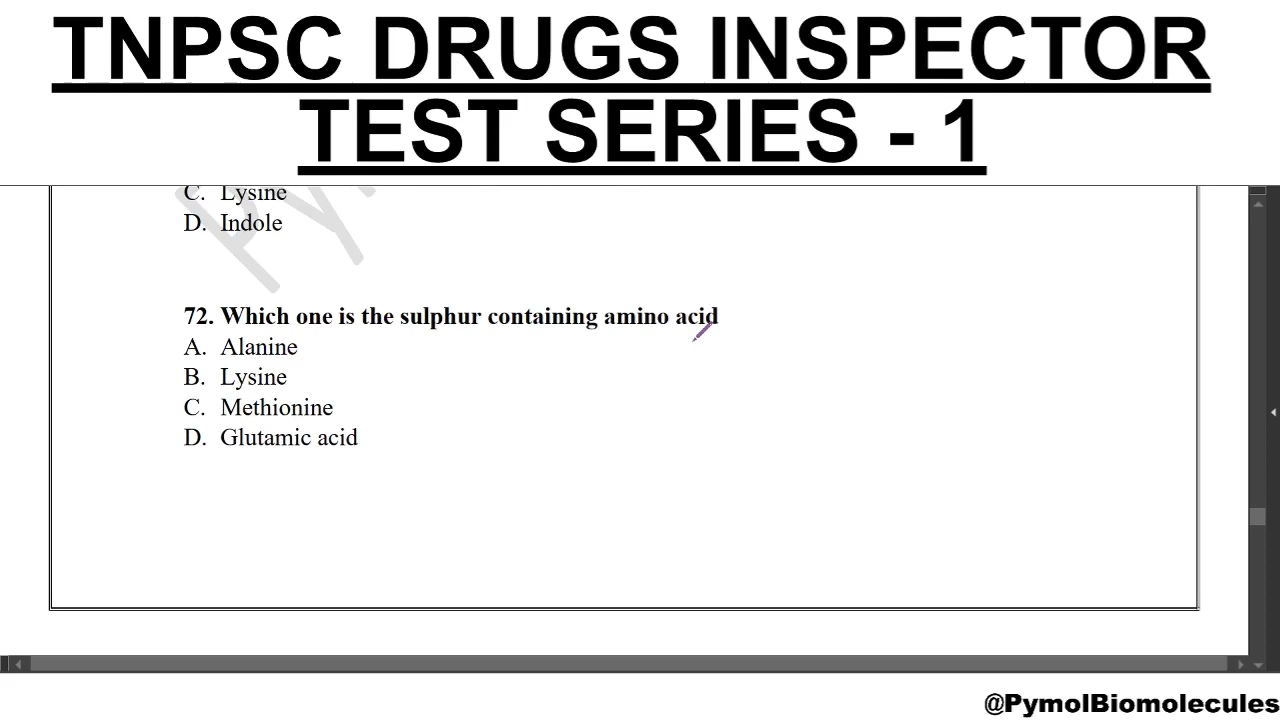 TNPSC DRUGS INSPECTOR
TEST SERIES - 1
C. Lysine
D. Indole
72. Which one is the sulphur containing amino acid
A. Alanine
B. Lysine
C. Methionine
D. Glutamic acid
@PymolBiomolecules